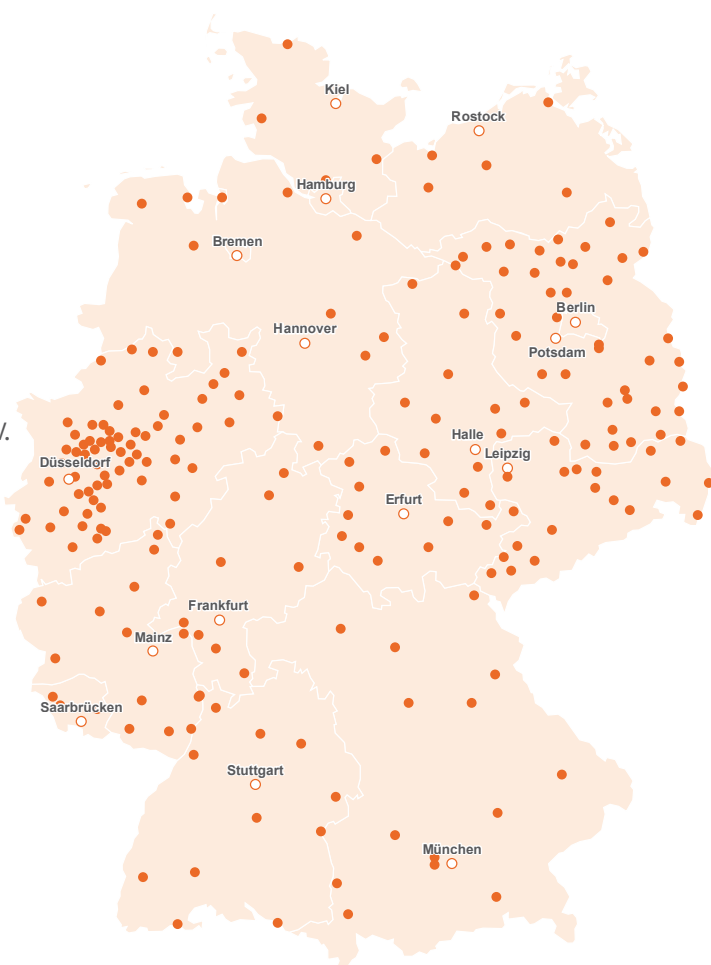 Kiel
Rostock
Hamburg
Bremen
Berlin
Hannover
Potsdam
Halle
Leipzig
Düsseldorf
Erfurt
Frankfurt
Mainz
Saarbrücken
Stuttgart
München